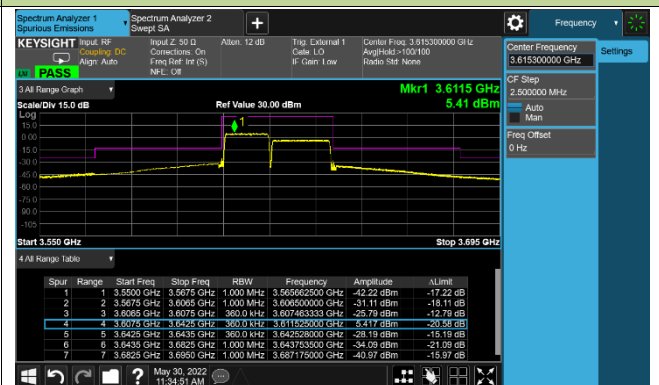 Spectrum Analyzer 1
Spurious Emissions
Spectrum Analyzer 2
Swept SA
+
Frequency
KEYSIGHT
Input: RF
Coupling: DC
Align: Auto
Input Z: 50 Ω
Corrections: On
Freq Ref: Int (S)
NFE: Off
Atten: 12 dB
Trig: External 1
Gate: LO
IF Gain: Low
Center Freq: 3.615300000 GHz
Avg|Hold:>100/100
Radio Std: None
PASS
Center Frequency
3.615300000 GHz
Settings
CF Step
2.500000 MHz
Auto
Man
Freq Offset
0 Hz
3 All Range Graph
Mkr1 3.6115 GHz
Scale/Div 15.0 dB
Ref Value 30.00 dBm
5.41 dBm
Log
15.0
0.00
-15.0
-30.0
-45.0
-60.0
-75.0
-90.0
-105
1
Start 3.550 GHz
Stop 3.695 GHz
4 All Range Table
Spur Range Start Freq Stop Freq RBW Frequency Amplitude ΔLimit
1 1 3.5500 GHz 3.5675 GHz 1.000 MHz 3.565662500 GHz -42.22 dBm -17.22 dB
2 2 3.5675 GHz 3.6065 GHz 1.000 MHz 3.606500000 GHz -31.11 dBm -18.11 dB
3 3 3.6065 GHz 3.6075 GHz 360.0 kHz 3.607463333 GHz -25.79 dBm -12.79 dB
4 4 3.6075 GHz 3.6425 GHz 360.0 kHz 3.611525000 GHz 5.417 dBm -20.58 dB
5 5 3.6425 GHz 3.6435 GHz 360.0 kHz 3.642528000 GHz -28.19 dBm -15.19 dB
6 6 3.6435 GHz 3.6825 GHz 1.000 MHz 3.643753500 GHz -34.09 dBm -21.09 dB
7 7 3.6825 GHz 3.6950 GHz 1.000 MHz 3.687175000 GHz -40.97 dBm -15.97 dB
?
May 30, 2022
11:34:51 AM